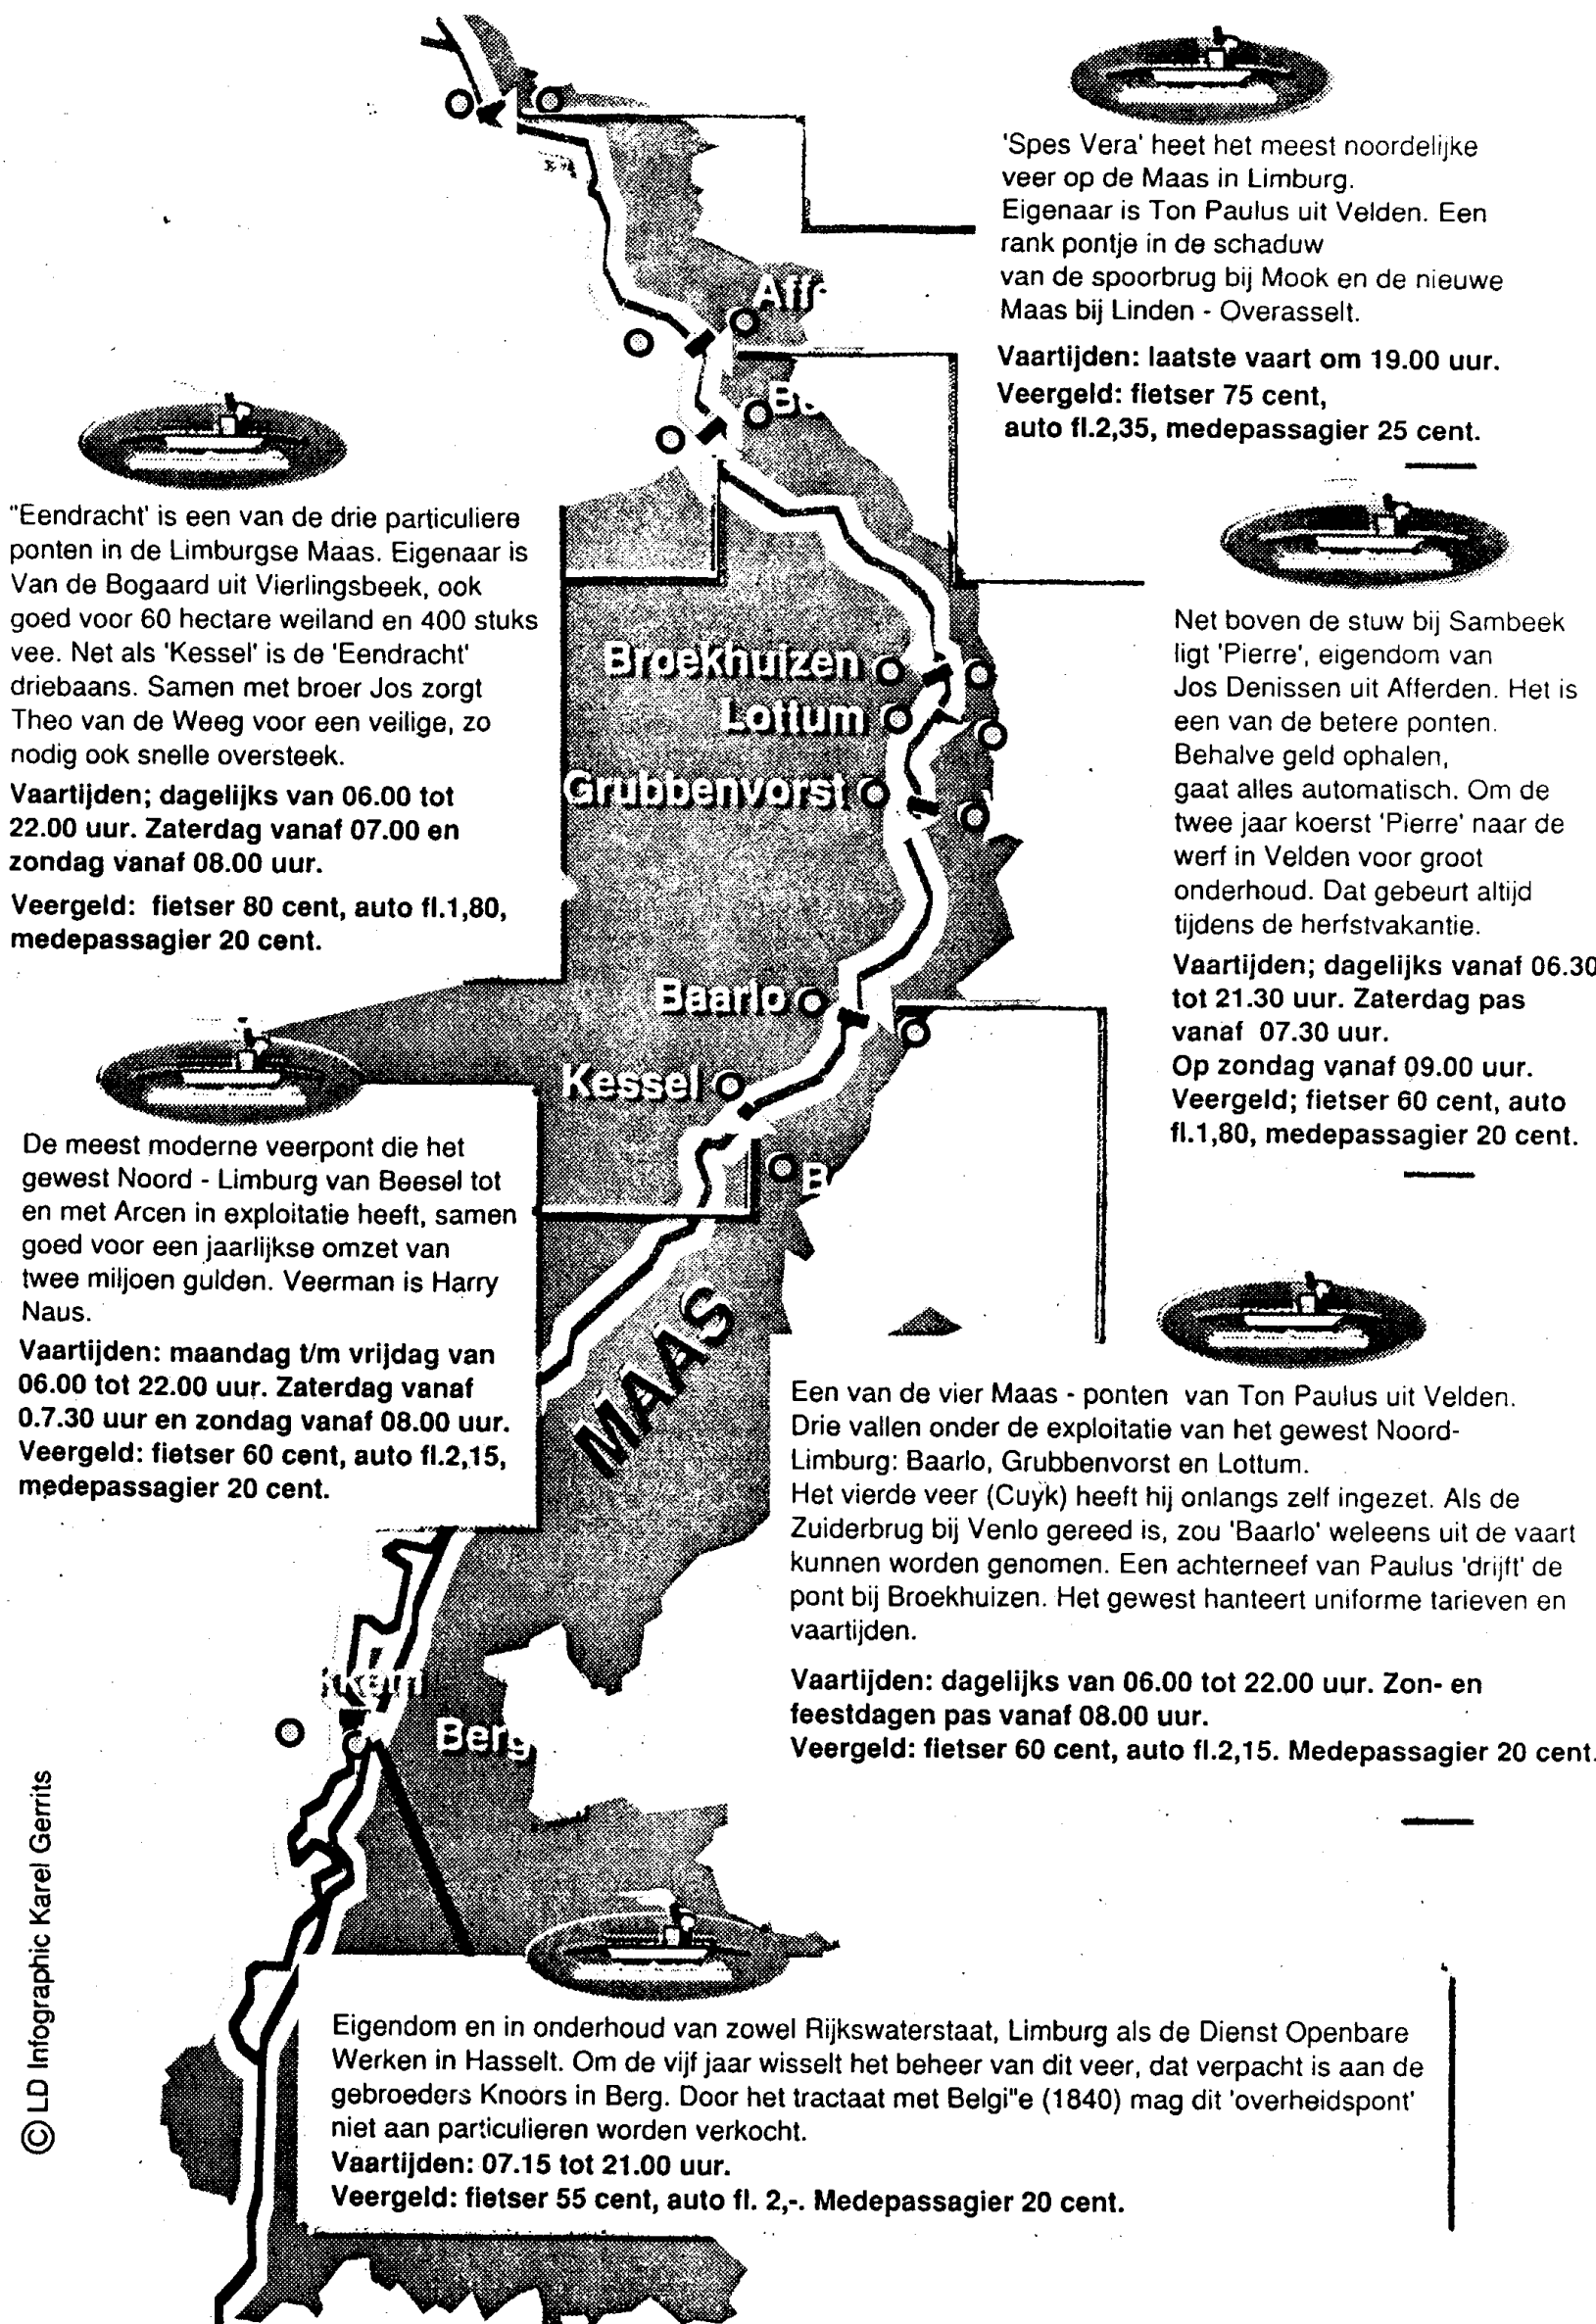 'Spes Vera' heet het meest noordelijke
veer op de Maas in Limburg.
Eigenaar is Ton Paulus uit Velden. Een
rank pontje in de schaduw
van de spoorbrug bij Mook en de nieuwe
Maas bij Linden - Overasselt.
Vaartijden: laatste vaart om 19.00 uur.
Veergeld: fietser 75 cent,
auto fl.2,35, medepassagier 25 cent.
"Eendracht' is een van de drie particuliere
ponten in de Limburgse Maas. Eigenaar is
Van de Bogaard uit Vierlingsbeek, ook
goed voor 60 hectare weiland en 400 stuks
vee. Net als 'Kessel' is de 'Eendracht'
driebaans. Samen met broer Jos zorgt
Theo van de Weeg voor een veilige, zo
nodig ook snelle oversteek.
Vaartijden; dagelijks van 06.00 tot
22.00 uur. Zaterdag vanaf 07.00 en
zondag vanaf 08.00 uur.
Veergeld: fietser 80 cent, auto fl.1,80,
medepassagier 20 cent.
Net boven de stuw bij Sambeek
ligt 'Pierre', eigendom van
Jos Denissen uit Afferden. Het is
een van de betere ponten.
Behalve geld ophalen,
gaat alles automatisch. Om de
twee jaar koerst 'Pierre' naar de
werf in Velden voor groot
onderhoud. Dat gebeurt altijd
tijdens de herfstvakantie.
Vaartijden; dagelijks vanaf 06.30
tot 21.30 uur. Zaterdag pas
vanaf 07.30 uur.
Op zondag vanaf 09.00 uur.
Veergeld; fietser 60 cent, auto
fl.1,80, medepassagier 20 cent.
Aff
Be
Broekhuizen
Lottum
Grubbenvorst
Baarlo
Kessel
B
MAAS
De meest moderne veerpont die het
gewest Noord - Limburg van Beesel tot
en met Arcen in exploitatie heeft, samen
goed voor een jaarlijkse omzet van
twee miljoen gulden. Veerman is Harry
Naus.
Vaartijden: maandag t/m vrijdag van
06.00 tot 22.00 uur. Zaterdag vanaf
0.7.30 uur en zondag vanaf 08.00 uur.
Veergeld: fietser 60 cent, auto fl.2,15,
medepassagier 20 cent.
Een van de vier Maas - ponten van Ton Paulus uit Velden.
Drie vallen onder de exploitatie van het gewest Noord-
Limburg: Baarlo, Grubbenvorst en Lottum.
Het vierde veer (Cuyk) heeft hij onlangs zelf ingezet. Als de
Zuiderbrug bij Venlo gereed is, zou 'Baarlo' weleens uit de vaart
kunnen worden genomen. Een achterneef van Paulus 'drijft' de
pont bij Broekhuizen. Het gewest hanteert uniforme tarieven en
vaartijden.
Vaartijden: dagelijks van 06.00 tot 22.00 uur. Zon- en
feestdagen pas vanaf 08.00 uur.
Veergeld: fietser 60 cent, auto fl.2,15. Medepassagier 20 cent.
kkem
Berg
Eigendom en in onderhoud van zowel Rijkswaterstaat, Limburg als de Dienst Openbare
Werken in Hasselt. Om de vijf jaar wisselt het beheer van dit veer, dat verpacht is aan de
gebroeders Knoors in Berg. Door het tractaat met Belgi"e (1840) mag dit 'overheidspont'
niet aan particulieren worden verkocht.
Vaartijden: 07.15 tot 21.00 uur.
Veergeld: fietser 55 cent, auto fl. 2,-. Medepassagier 20 cent.
© LD Infographic Karel Gerrits